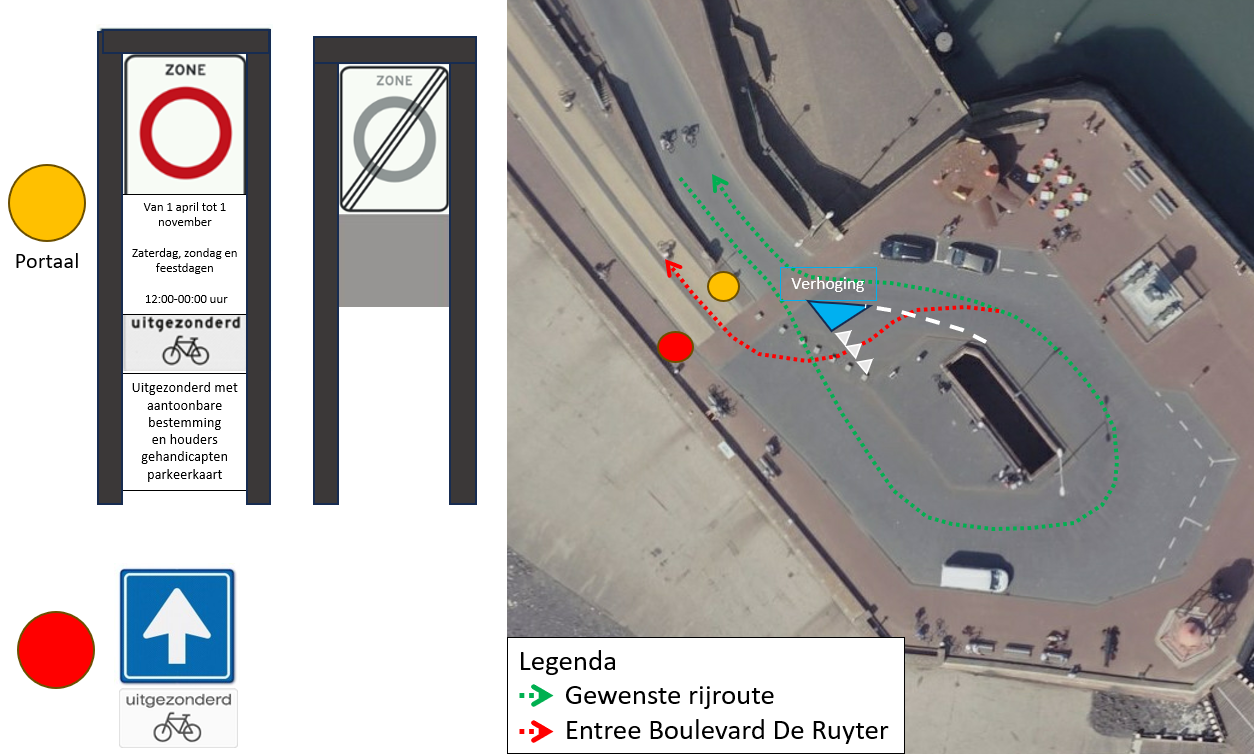 ZONE
Van 1 april tot 1
november
Zaterdag, zondag en
feestdagen
12:00-00:00 uur
uitgezonderd
Uitgezonderd met
aantoonbare
bestemming
en houders
gehandicapten
parkeerkaart
ZONE
Portaal
uitgezonderd
Verhoging
Legenda
Gewenste rijroute
Entree Boulevard De Ruyter